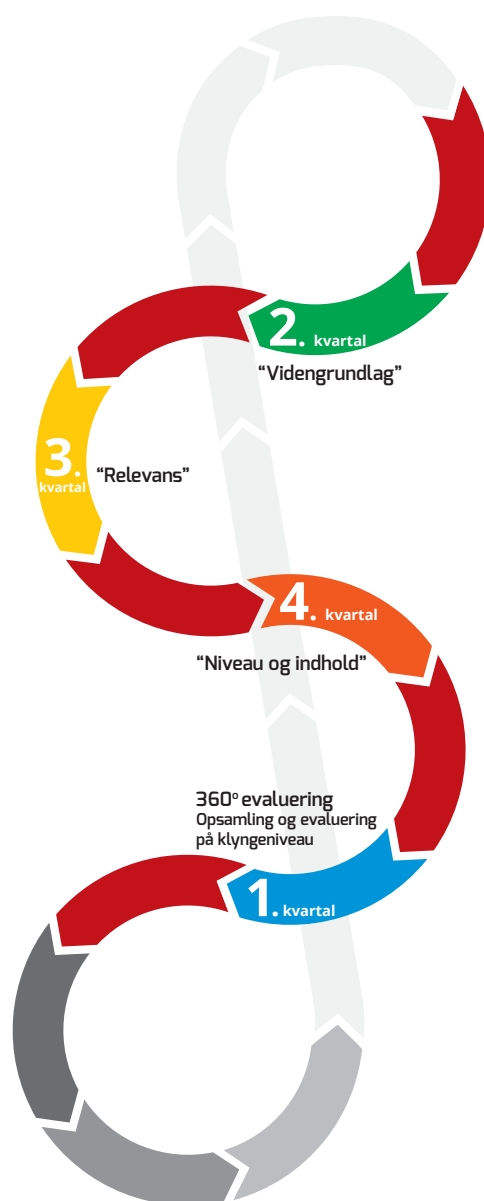 2. kvartal
“Videngrundlag”
3.
kvartal
“Relevans”
4. kvartal
“Niveau og indhold”
360° evaluering
Opsamling og evaluering
på klyngeniveau
1. kvartal